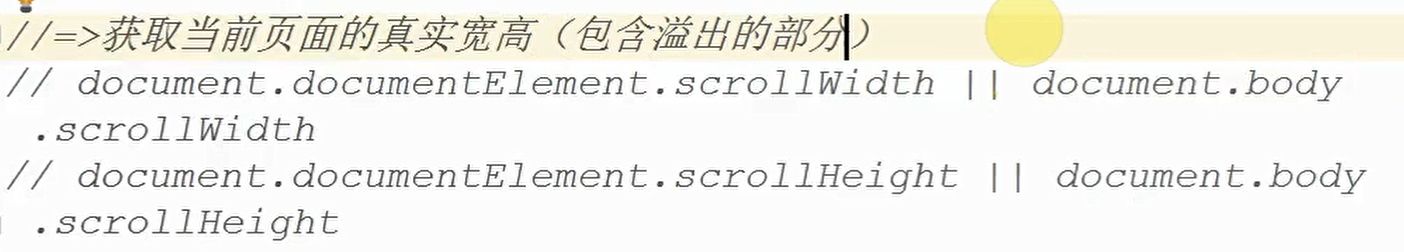 //=>获取当前页面的真实宽高（包含溢出的部分）
// document.documentElement.scrollWidth || document.body
.scrollWidth
// document.documentElement.scrollHeight || document.body
.scrollHeight